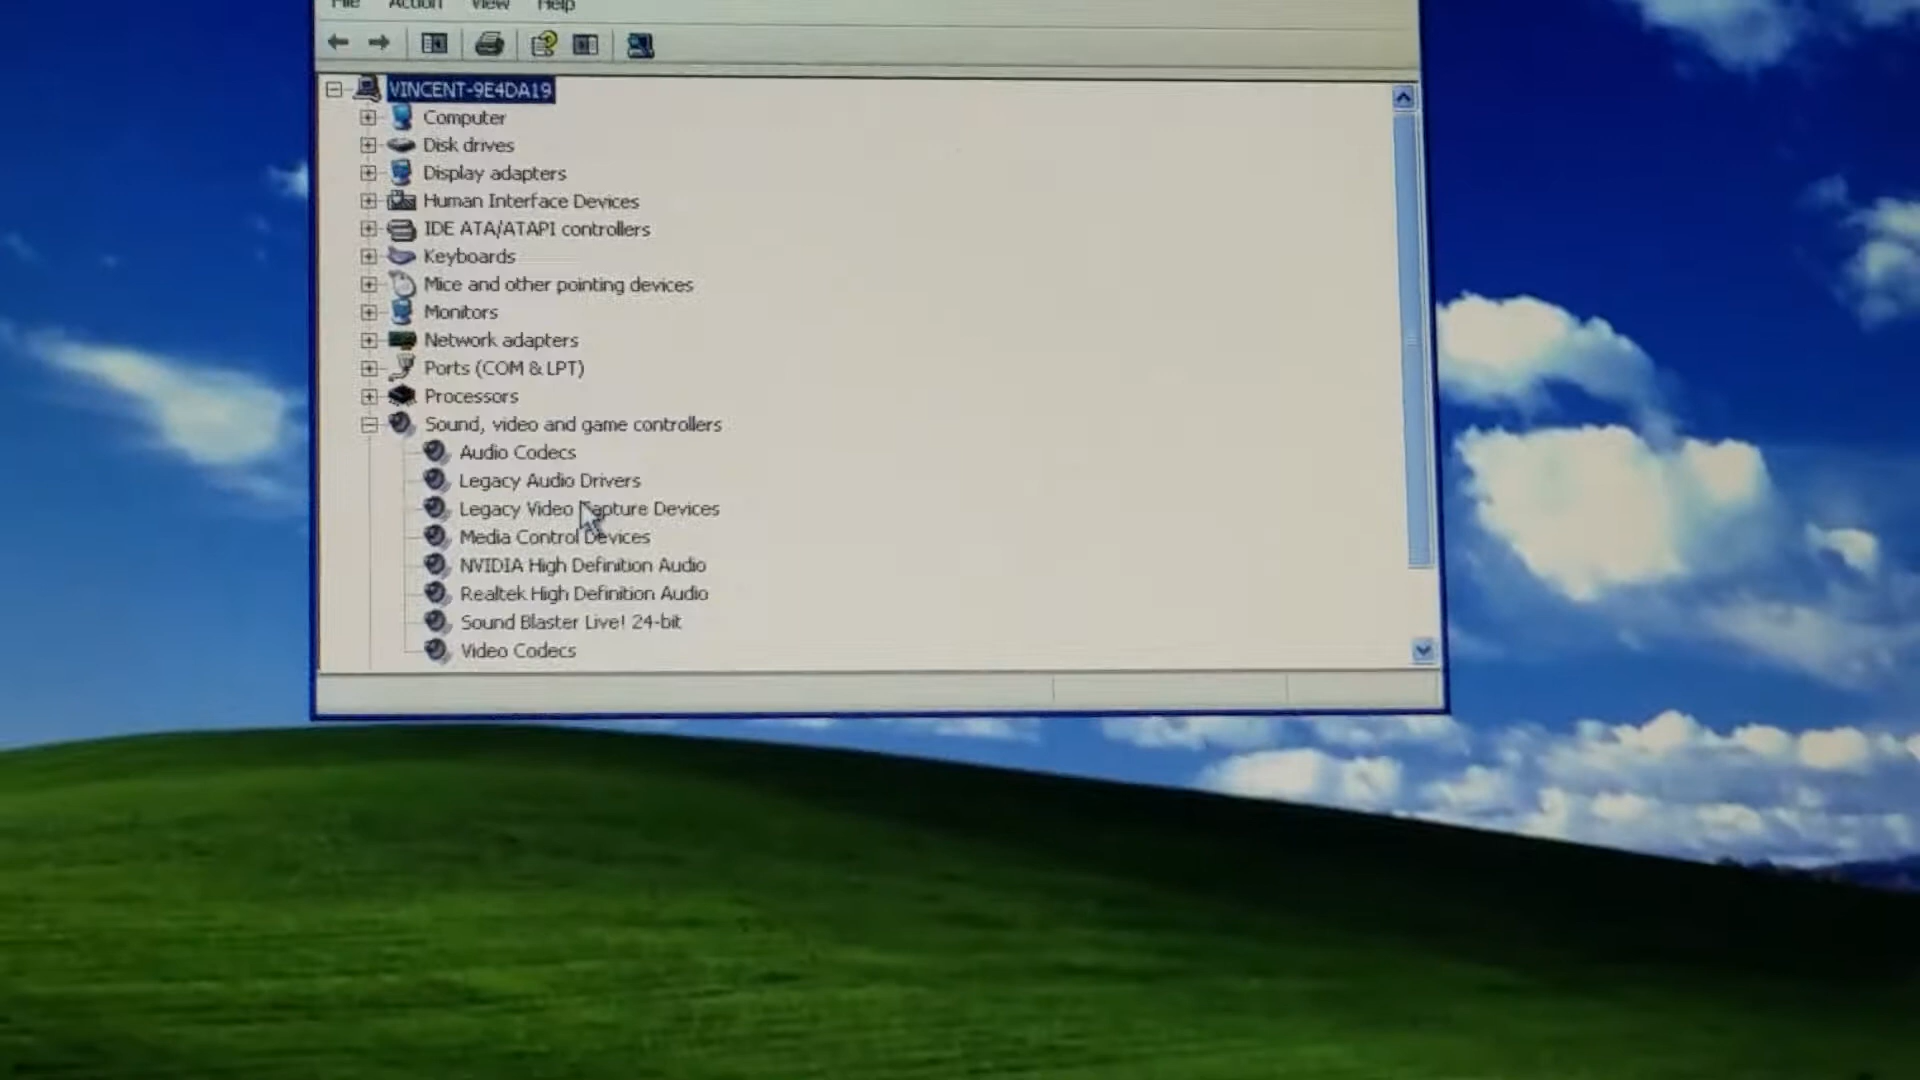 File Action View Help
VINCENT-9E4DA19
Computer
Disk drives
Display adapters
Human Interface Devices
IDE ATA/ATAPI controllers
Keyboards
Mice and other pointing devices
Monitors
Network adapters
Ports (COM & LPT)
Processors
Sound, video and game controllers
Audio Codecs
Legacy Audio Drivers
Legacy Video Capture Devices
Media Control Devices
NVIDIA High Definition Audio
Realtek High Definition Audio
Sound Blaster Live! 24-bit
Video Codecs